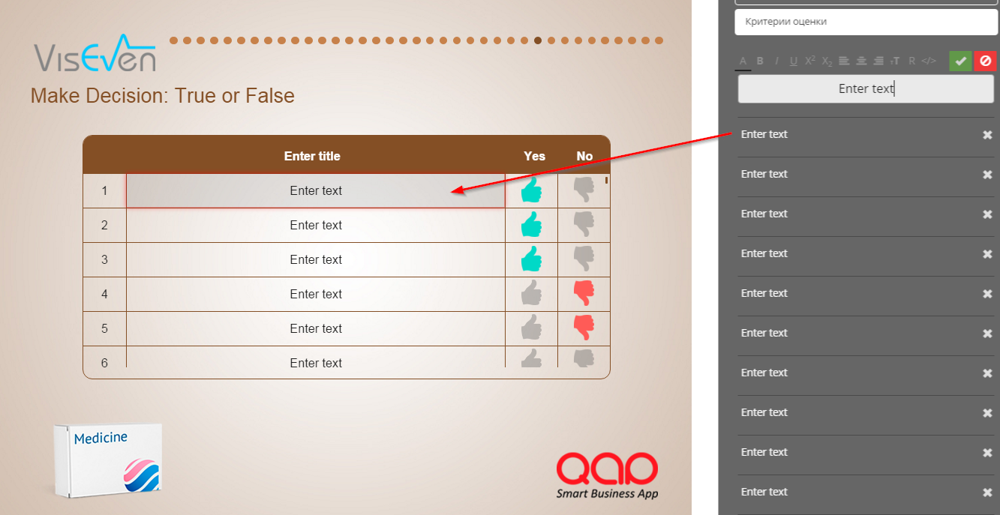 VisEven
Make Decision: True or False
Enter title Yes No
1 Enter text
2 Enter text
3 Enter text
4 Enter text
5 Enter text
6 Enter text
Medicine
QAP
Smart Business App
Критерии оценки
A B I U X² X₂ тT R </>
Enter text
Enter text
Enter text
Enter text
Enter text
Enter text
Enter text
Enter text
Enter text
Enter text
Enter text